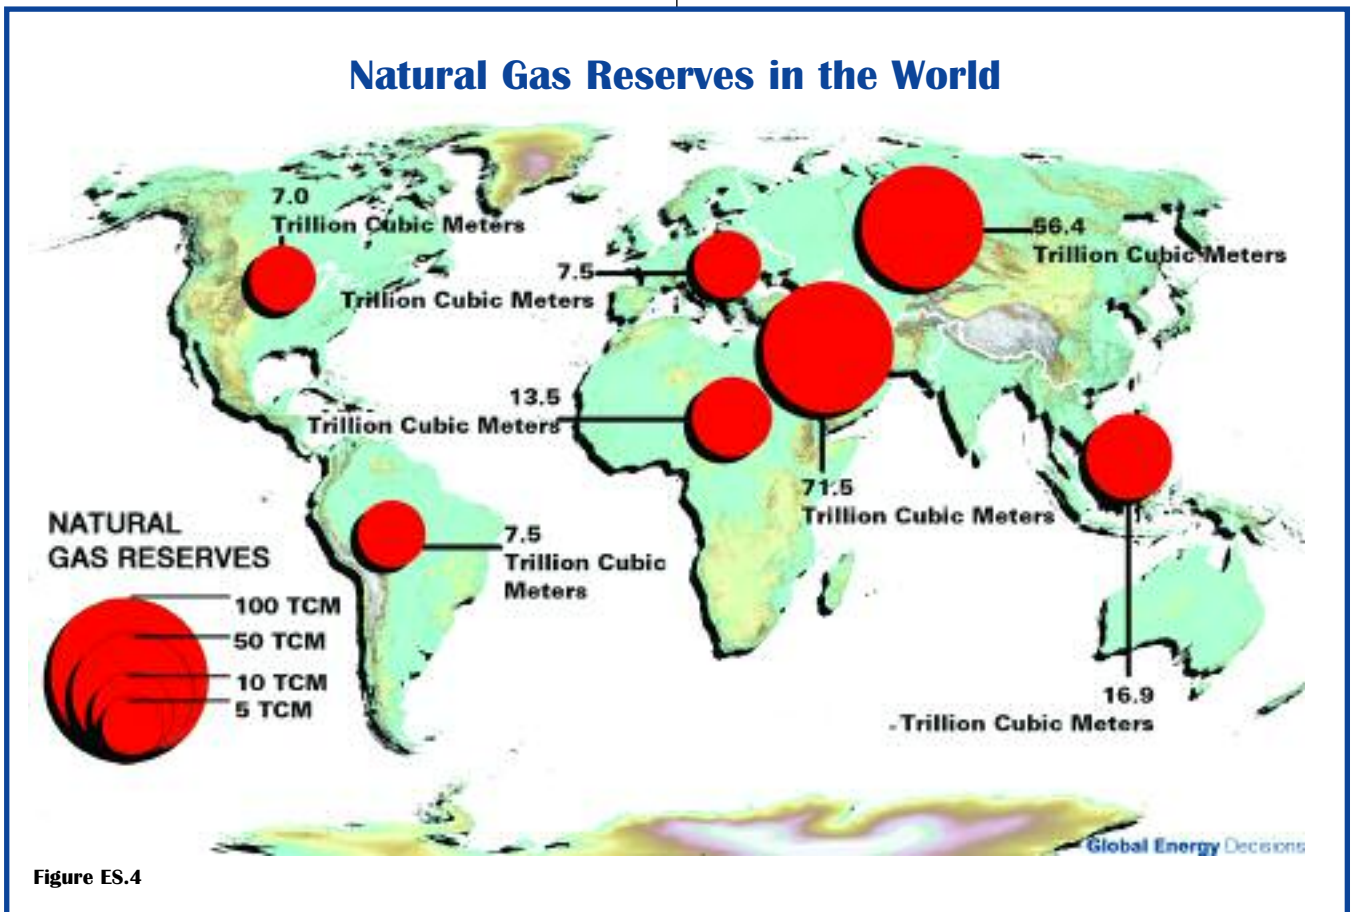 Natural Gas Reserves in the World
7.0
Trillion Cubic Meters
56.4
Trillion Cubic Meters
7.5
Trillion Cubic Meters
13.5
Trillion Cubic Meters
71.5
Trillion Cubic Meters
7.5
Trillion Cubic
Meters
16.9
Trillion Cubic Meters
NATURAL
GAS RESERVES
100 TCM
50 TCM
10 TCM
5 TCM
Global Energy Decisions
Figure ES.4